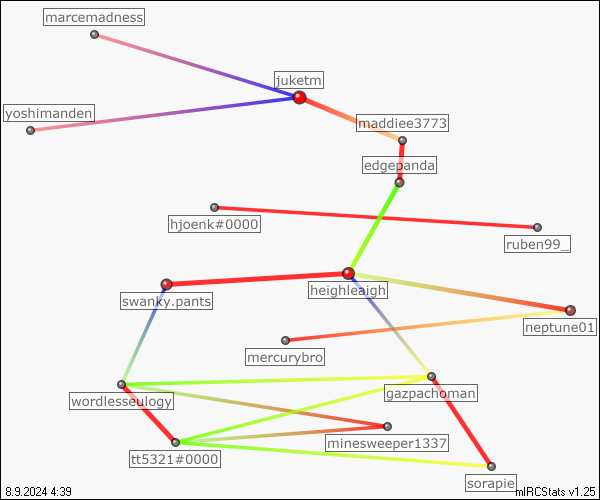 marcemadness
juketm
yoshimanden
maddiee3773
edgepanda
hjoenk#0000
ruben99_
heighleaigh
swanky.pants
neptune01
mercurybro
gazpachoman
wordlesseulogy
minesweeper1337
tt5321#0000
sorapie
8.9.2024 4:39
mIRCStats v1.25